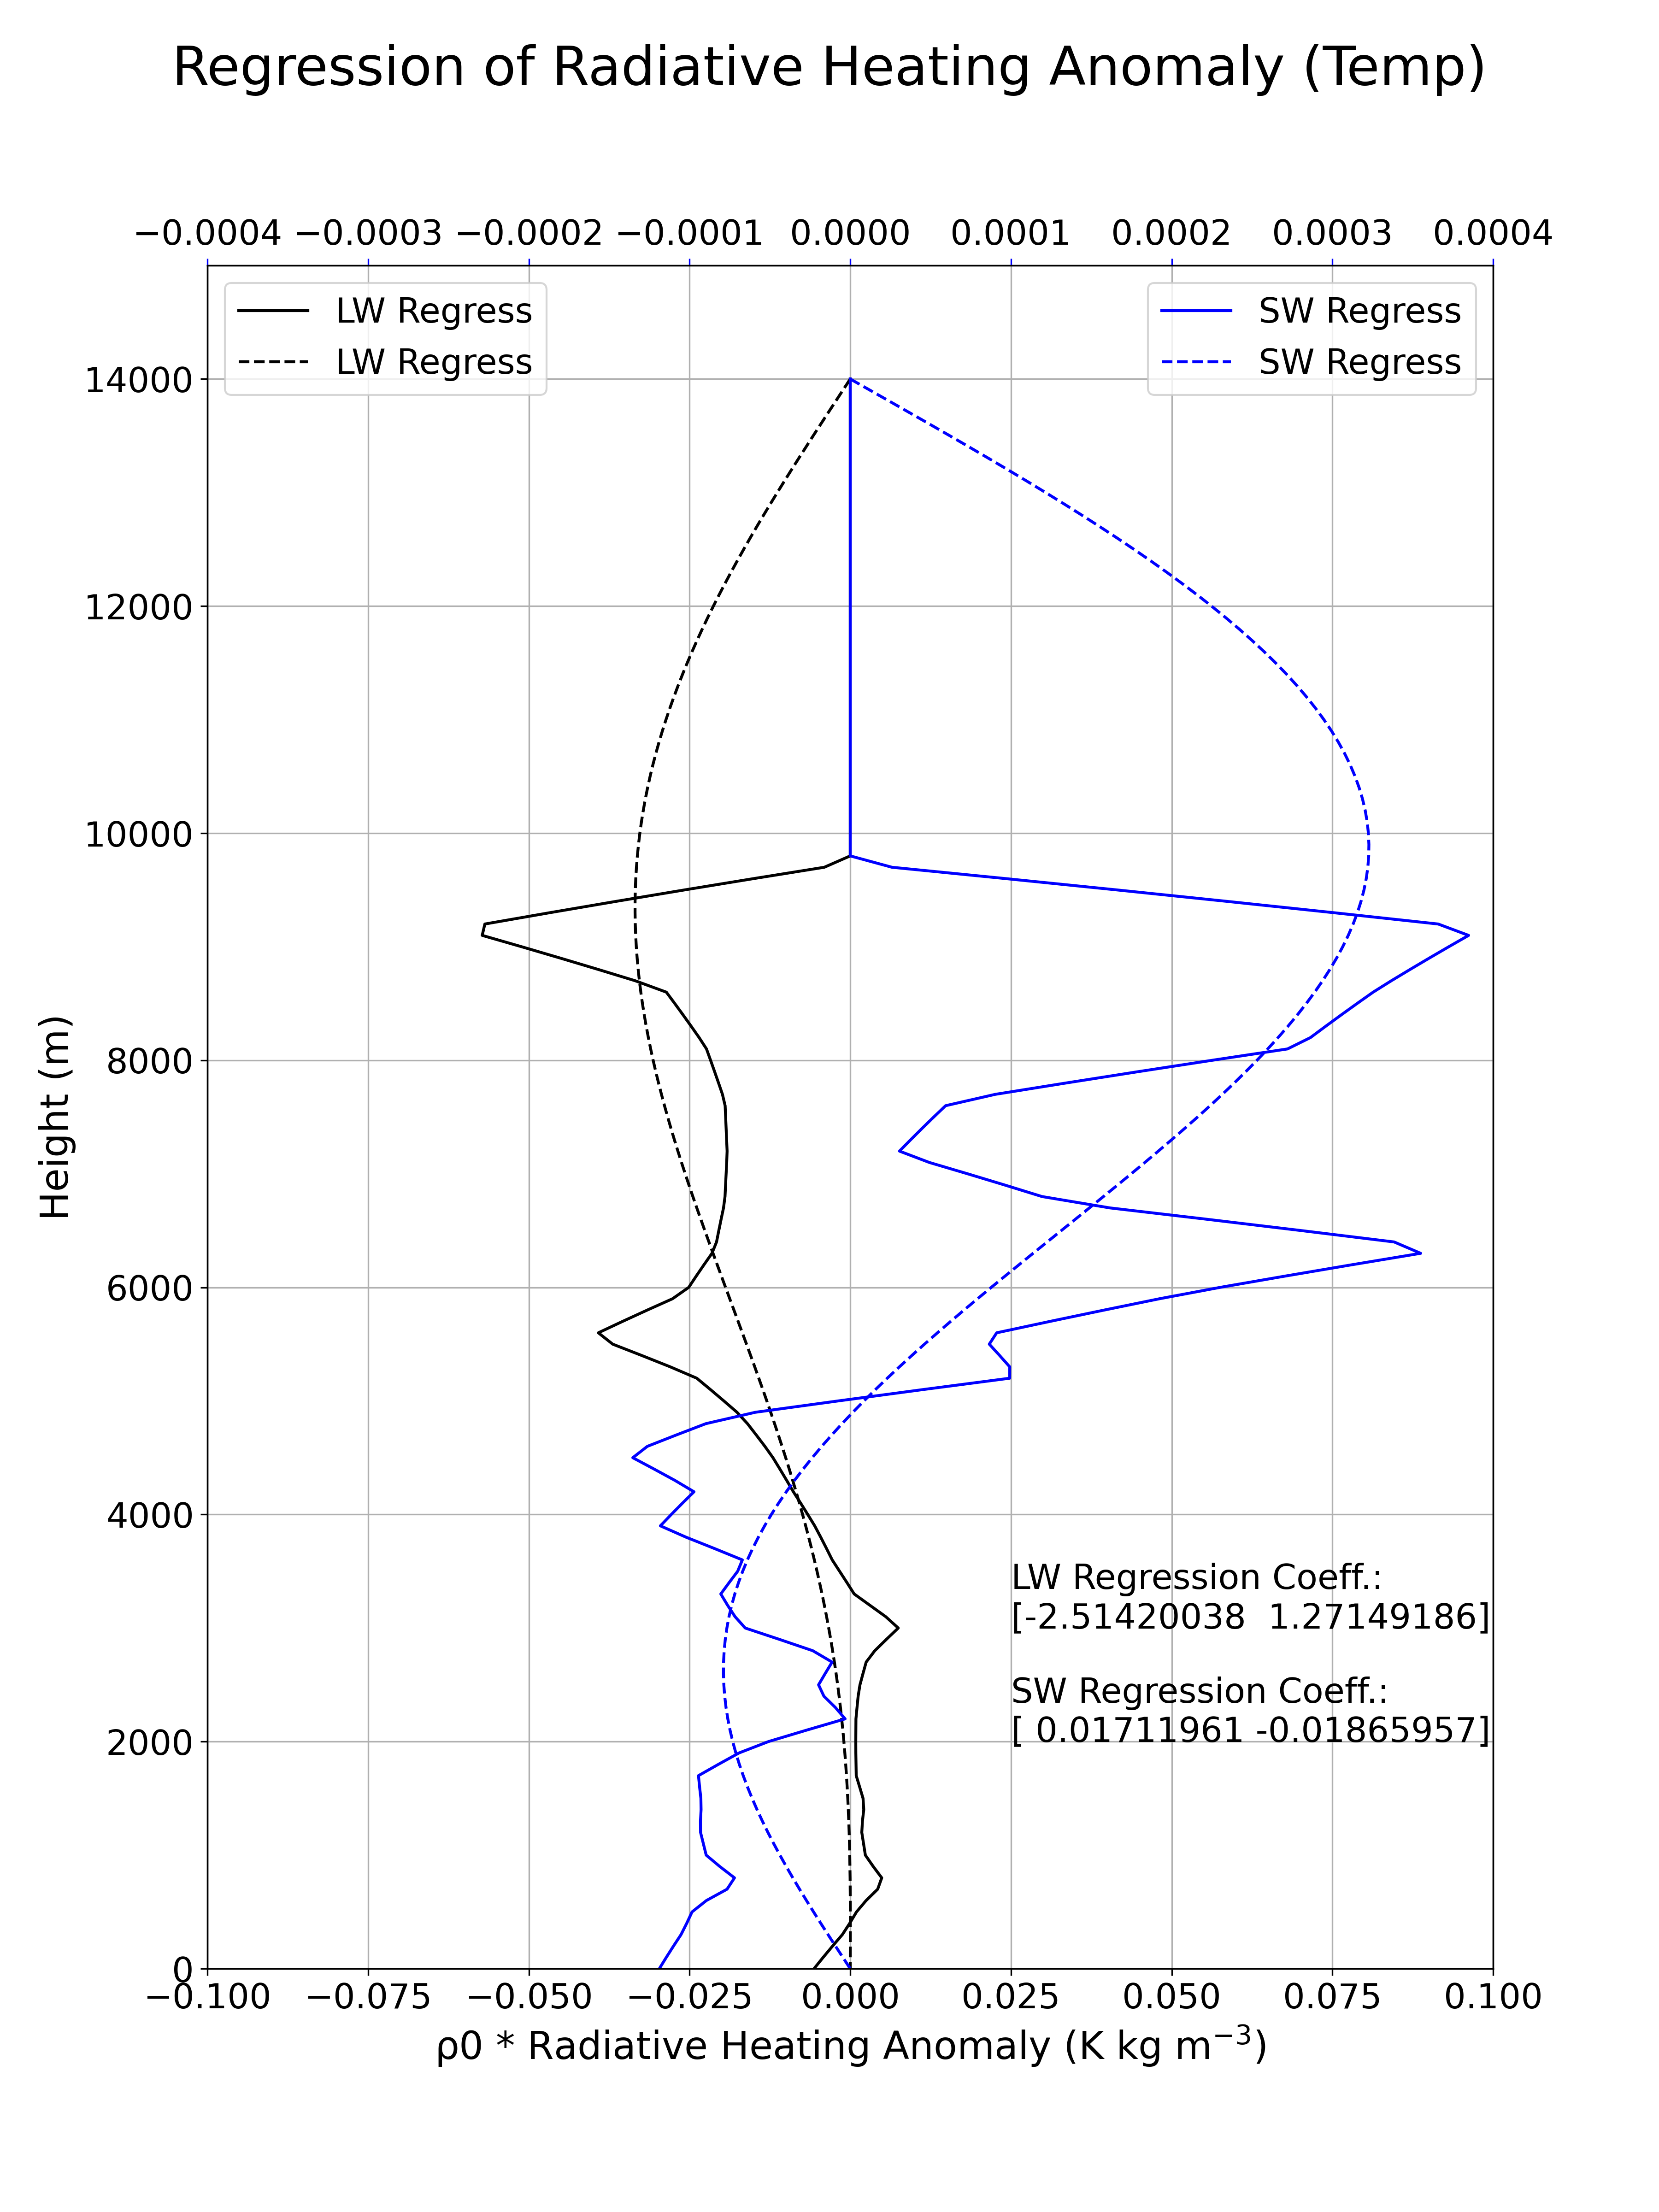 Regression of Radiative Heating Anomaly (Temp)
−0.0004 −0.0003 −0.0002 −0.0001 0.0000 0.0001 0.0002 0.0003 0.0004
LW Regress
LW Regress
SW Regress
SW Regress
14000
12000
10000
8000
6000
4000
2000
0
Height (m)
LW Regression Coeff.:
[-2.51420038  1.27149186]
SW Regression Coeff.:
[ 0.01711961 -0.01865957]
−0.100 −0.075 −0.050 −0.025 0.000 0.025 0.050 0.075 0.100
ρ0 * Radiative Heating Anomaly (K kg m⁻³)